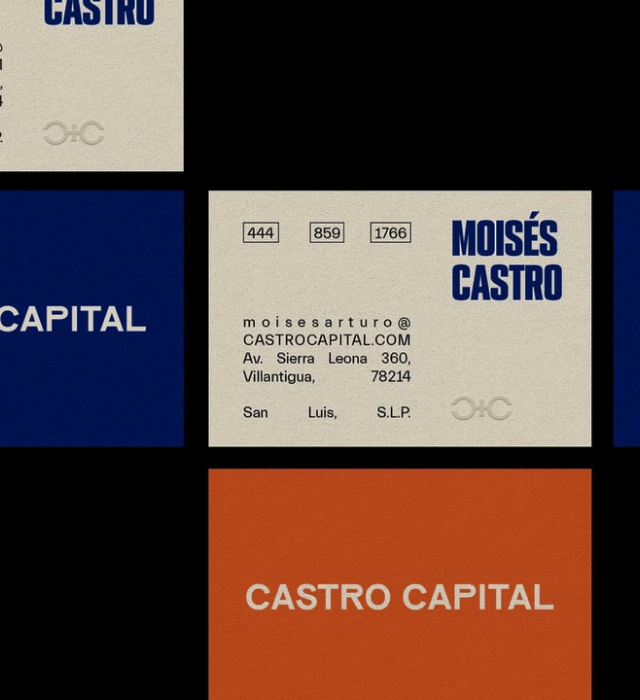 CASTRO
CAPITAL
444 859 1766
MOISÉS
CASTRO
moisesarturo@
CASTROCAPITAL.COM
Av. Sierra Leona 360,
Villantigua, 78214
San Luis, S.L.P.
CASTRO CAPITAL